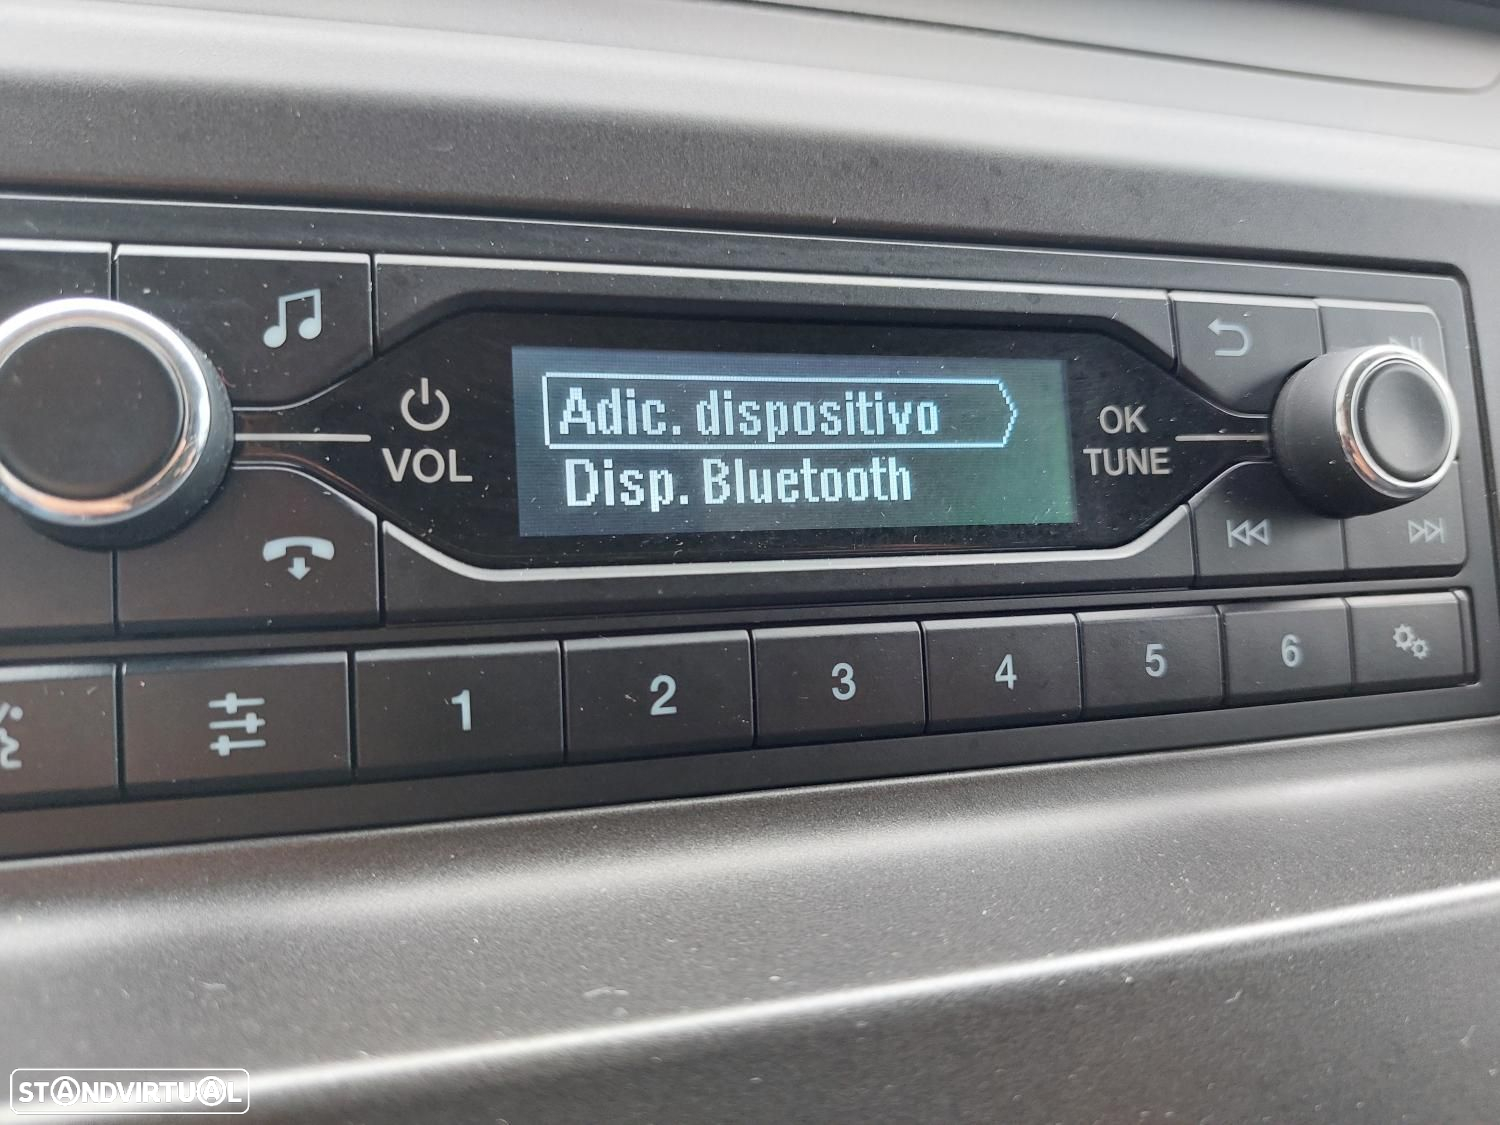 Adic. dispositivo
Disp. Bluetooth
VOL
OK
TUNE
1
2
3
4
5
6
STANDVIRTUAL